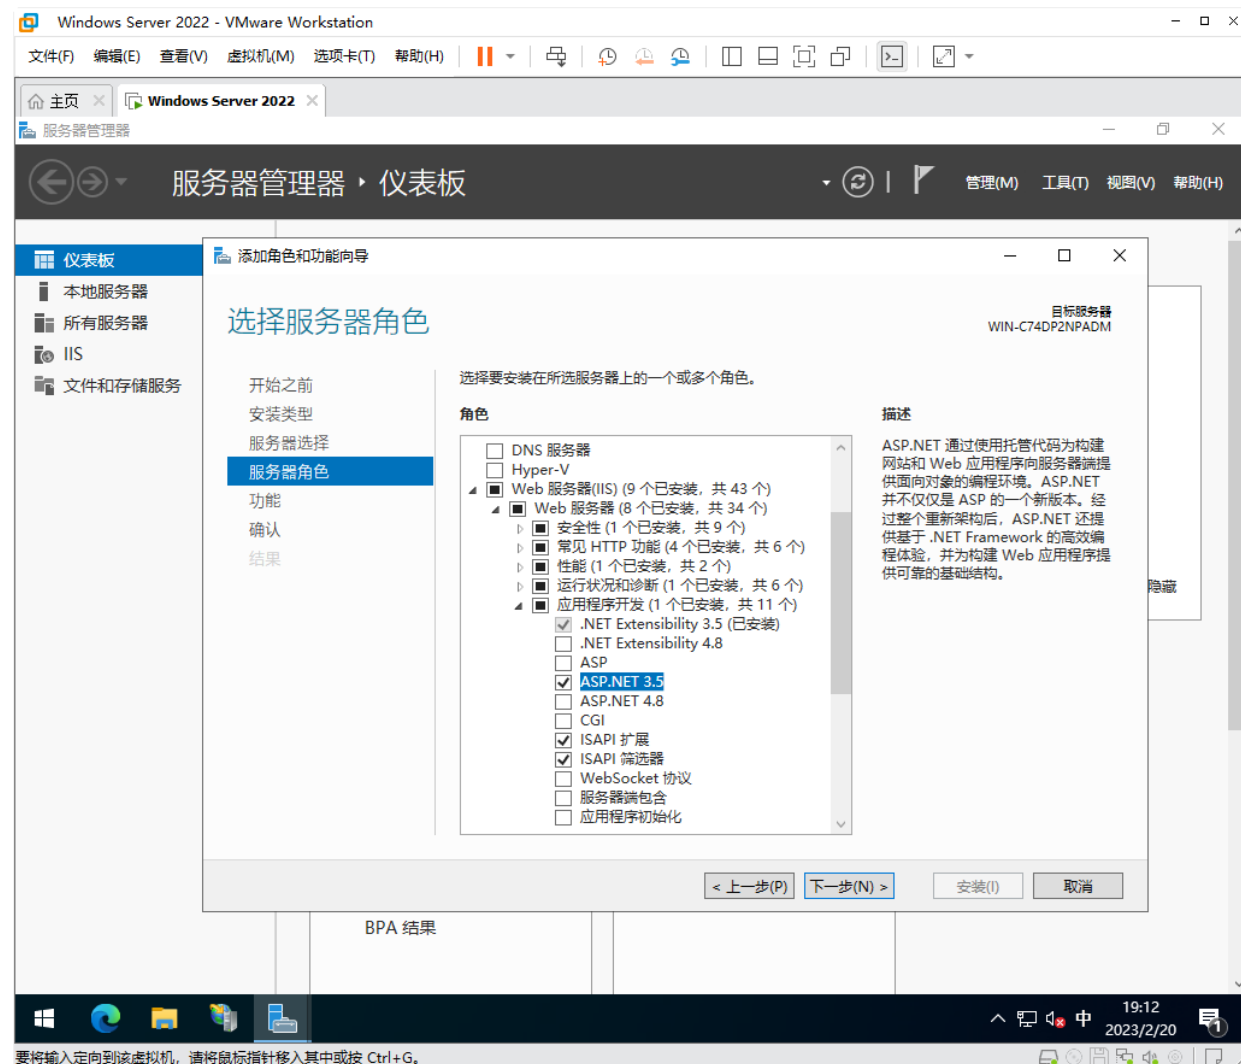 Windows Server 2022 - VMware Workstation
文件(F) 编辑(E) 查看(V) 虚拟机(M) 选项卡(T) 帮助(H)
主页 Windows Server 2022
服务器管理器
服务器管理器 · 仪表板
管理(M) 工具(T) 视图(V) 帮助(H)
仪表板
本地服务器
所有服务器
IIS
文件和存储服务
添加角色和功能向导
选择服务器角色
目标服务器
WIN-C74DP2NPADM
开始之前
安装类型
服务器选择
服务器角色
功能
确认
结果
选择要安装在所选服务器上的一个或多个角色。
角色
DNS 服务器
Hyper-V
Web 服务器(IIS) (9 个已安装，共 43 个)
Web 服务器 (8 个已安装，共 34 个)
安全性 (1 个已安装，共 9 个)
常见 HTTP 功能 (4 个已安装，共 6 个)
性能 (1 个已安装，共 2 个)
运行状况和诊断 (1 个已安装，共 6 个)
应用程序开发 (1 个已安装，共 11 个)
.NET Extensibility 3.5 (已安装)
.NET Extensibility 4.8
ASP
ASP.NET 3.5
ASP.NET 4.8
CGI
ISAPI 扩展
ISAPI 筛选器
WebSocket 协议
服务器端包含
应用程序初始化
描述
ASP.NET 通过使用托管代码为构建
网站和 Web 应用程序向服务器端提
供面向对象的编程环境。ASP.NET
并不仅仅是 ASP 的一个新版本。经
过整个重新架构后，ASP.NET 还提
供基于 .NET Framework 的高效编
程体验，并为构建 Web 应用程序提
供可靠的基础结构。
隐藏
< 上一步(P) 下一步(N) > 安装(I) 取消
BPA 结果
中 19:12
2023/2/20
1
要将输入定向到该虚拟机，请将鼠标指针移入其中或按 Ctrl+G。